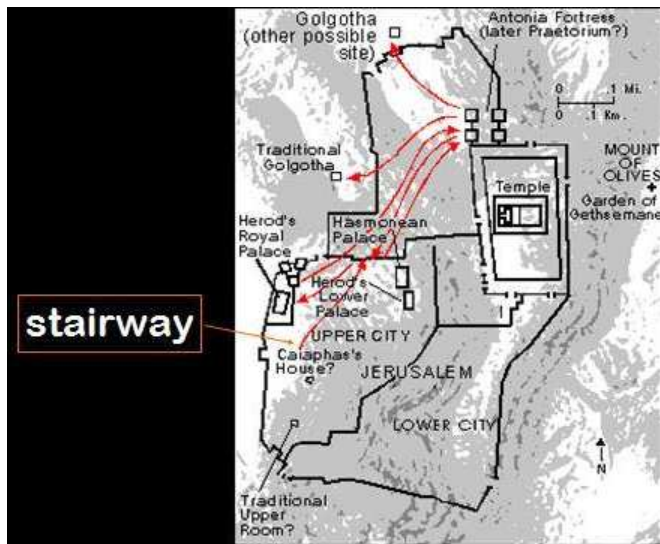 Golgotha
(other possible
site)
Antonia Fortress
(later Praetorium?)
0 .1 Mi.
0 .1 Km.
Traditional
Golgotha
MOUNT
OF
OLIVES
Temple
Garden of
Gethsemane
Herod's
Royal
Palace
Hasmonean
Palace
Herod's
Lower
Palace
stairway
UPPER CITY
Caiaphas's
House?
JERUSALEM
LOWER CITY
N
Traditional
Upper
Room?